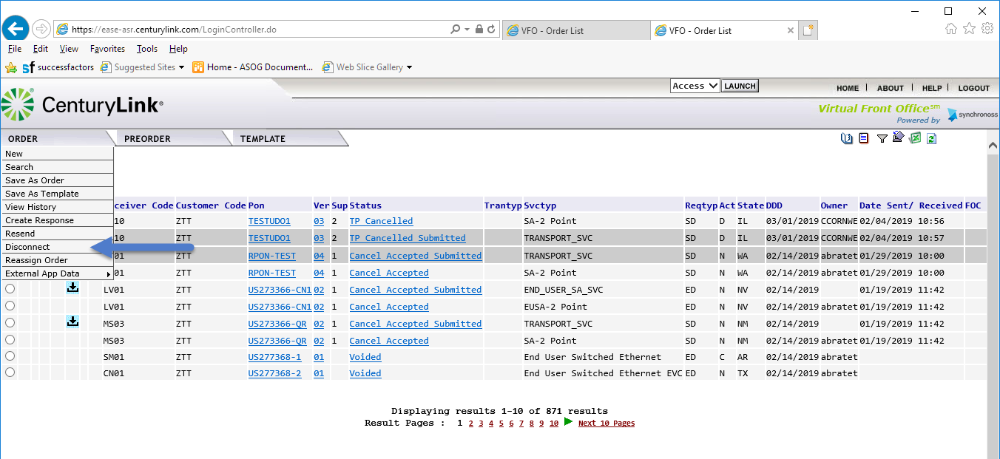 https://ease-asr.centurylink.com/LoginController.do
VFO - Order List
VFO - Order List
File Edit View Favorites Tools Help
sf successfactors Suggested Sites Home - ASOG Document... Web Slice Gallery
Access LAUNCH
HOME | ABOUT | HELP | LOGOUT
CenturyLink®
Virtual Front Office℠
Powered by synchronoss
ORDER PREORDER TEMPLATE
New
Search
Save As Order
Save As Template
View History
Create Response
Resend
Disconnect
Reassign Order
External App Data
ceiver Code Customer Code Pon Ver Sup Status Trantyp Svctyp Reqtyp Act State DDD Owner Date Sent/ Received FOC
10 ZTT TESTUDO1 03 2 TP Cancelled SA-2 Point SD D IL 03/01/2019 CCORNWE 02/04/2019 10:56
10 ZTT TESTUDO1 03 2 TP Cancelled Submitted TRANSPORT_SVC SD D IL 03/01/2019 CCORNWE 02/04/2019 10:57
01 ZTT RPON-TEST 04 1 Cancel Accepted Submitted TRANSPORT_SVC SD N WA 02/14/2019 abratet 01/29/2019 10:00
01 ZTT RPON-TEST 04 1 Cancel Accepted SA-2 Point SD N WA 02/14/2019 abratet 01/29/2019 10:00
LV01 ZTT US273366-CN1 02 1 Cancel Accepted Submitted END_USER_SA_SVC ED N NV 02/14/2019 01/19/2019 11:42
LV01 ZTT US273366-CN1 02 1 Cancel Accepted EUSA-2 Point ED N NV 02/14/2019 abratet 01/19/2019 11:42
MS03 ZTT US273366-QR 02 1 Cancel Accepted Submitted TRANSPORT_SVC SD N NM 02/14/2019 01/19/2019 11:42
MS03 ZTT US273366-QR 02 1 Cancel Accepted SA-2 Point SD N NM 02/14/2019 abratet 01/19/2019 11:42
SM01 ZTT US277368-1 01 Voided End User Switched Ethernet ED C AR 02/14/2019 abratet
CN01 ZTT US277368-2 01 Voided End User Switched Ethernet EVC ED N TX 02/14/2019 abratet
Displaying results 1-10 of 871 results
Result Pages : 1 2 3 4 5 6 7 8 9 10 Next 10 Pages